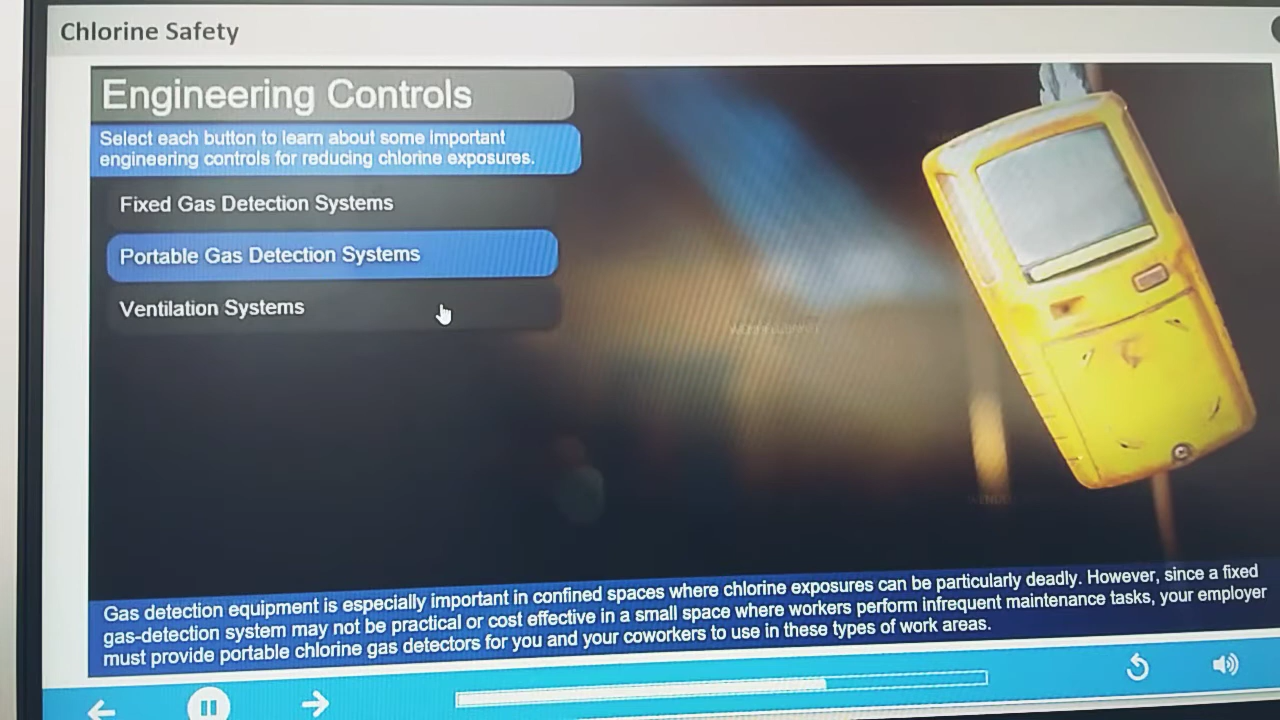 Chlorine Safety
Engineering Controls
Select each button to learn about some important
engineering controls for reducing chlorine exposures.
Fixed Gas Detection Systems
Portable Gas Detection Systems
Ventilation Systems
Gas detection equipment is especially important in confined spaces where chlorine exposures can be particularly deadly. However, since a fixed
gas-detection system may not be practical or cost effective in a small space where workers perform infrequent maintenance tasks, your employer
must provide portable chlorine gas detectors for you and your coworkers to use in these types of work areas.